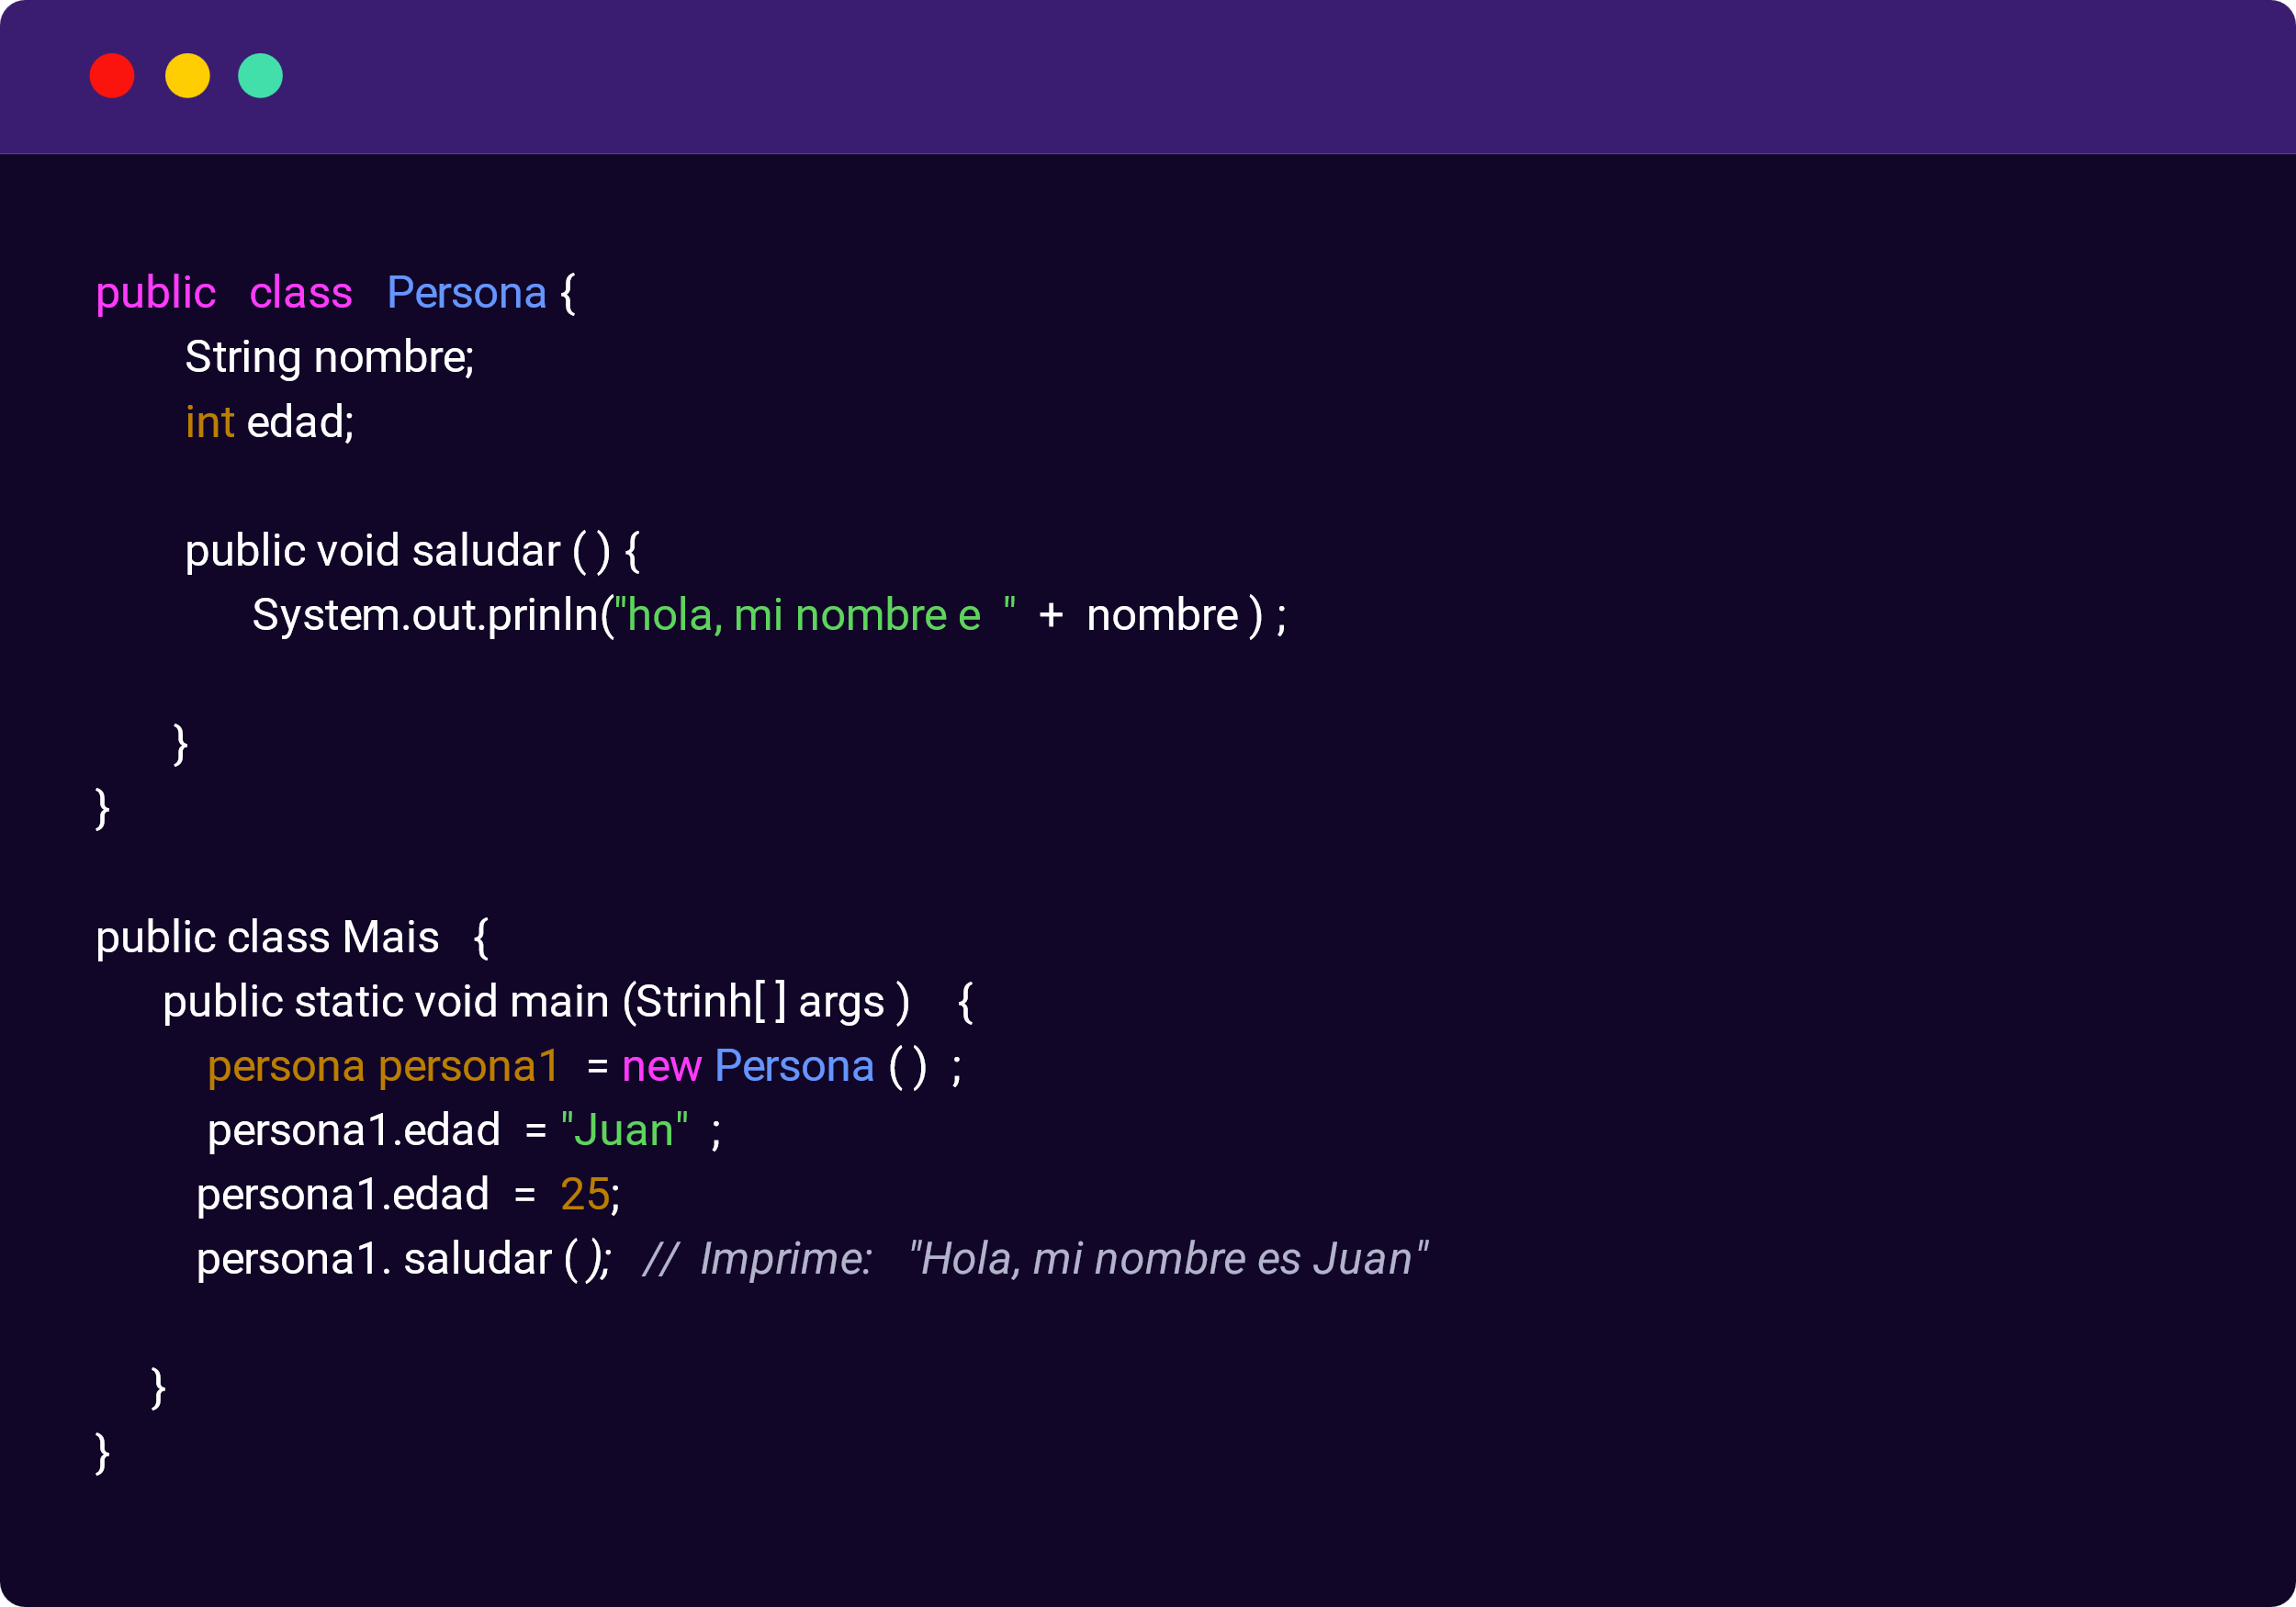 public class Persona {
String nombre;
int edad;
public void saludar ( ) {
System.out.prinln("hola, mi nombre e " + nombre ) ;
}
}
public class Mais {
public static void main (Strinh[ ] args ) {
persona persona1 = new Persona ( ) ;
persona1.edad = "Juan" ;
persona1.edad = 25;
persona1. saludar ( ); // Imprime: "Hola, mi nombre es Juan"
}
}